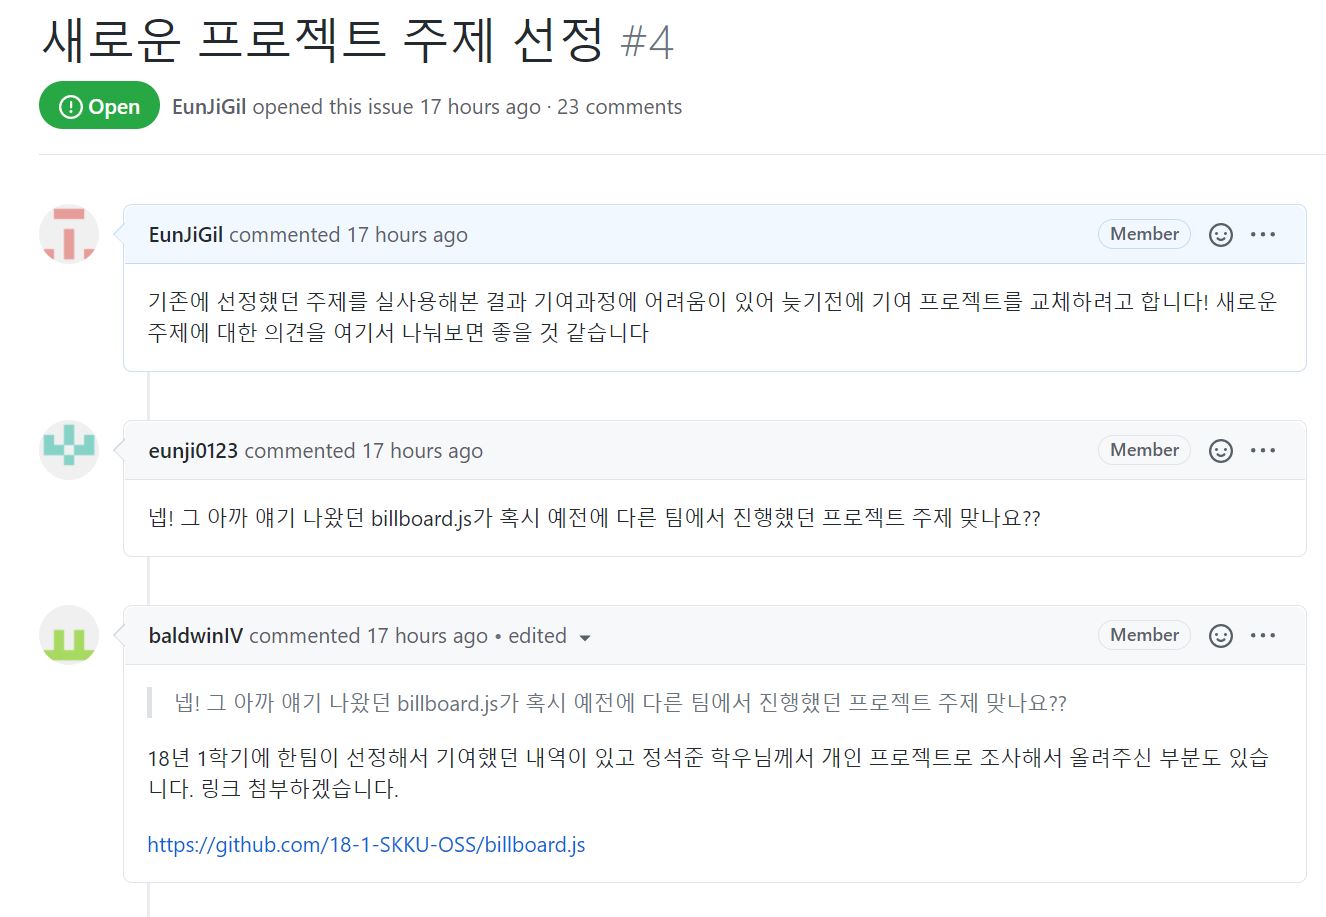 새로운 프로젝트 주제 선정 #4
Open EunJiGil opened this issue 17 hours ago · 23 comments
EunJiGil commented 17 hours ago Member
기존에 선정했던 주제를 실사용해본 결과 기여과정에 어려움이 있어 늦기전에 기여 프로젝트를 교체하려고 합니다! 새로운
주제에 대한 의견을 여기서 나눠보면 좋을 것 같습니다
eunji0123 commented 17 hours ago Member
넵! 그 아까 얘기 나왔던 billboard.js가 혹시 예전에 다른 팀에서 진행했던 프로젝트 주제 맞나요??
baldwinIV commented 17 hours ago • edited Member
넵! 그 아까 얘기 나왔던 billboard.js가 혹시 예전에 다른 팀에서 진행했던 프로젝트 주제 맞나요??
18년 1학기에 한팀이 선정해서 기여했던 내역이 있고 정석준 학우님께서 개인 프로젝트로 조사해서 올려주신 부분도 있습
니다. 링크 첨부하겠습니다.
https://github.com/18-1-SKKU-OSS/billboard.js